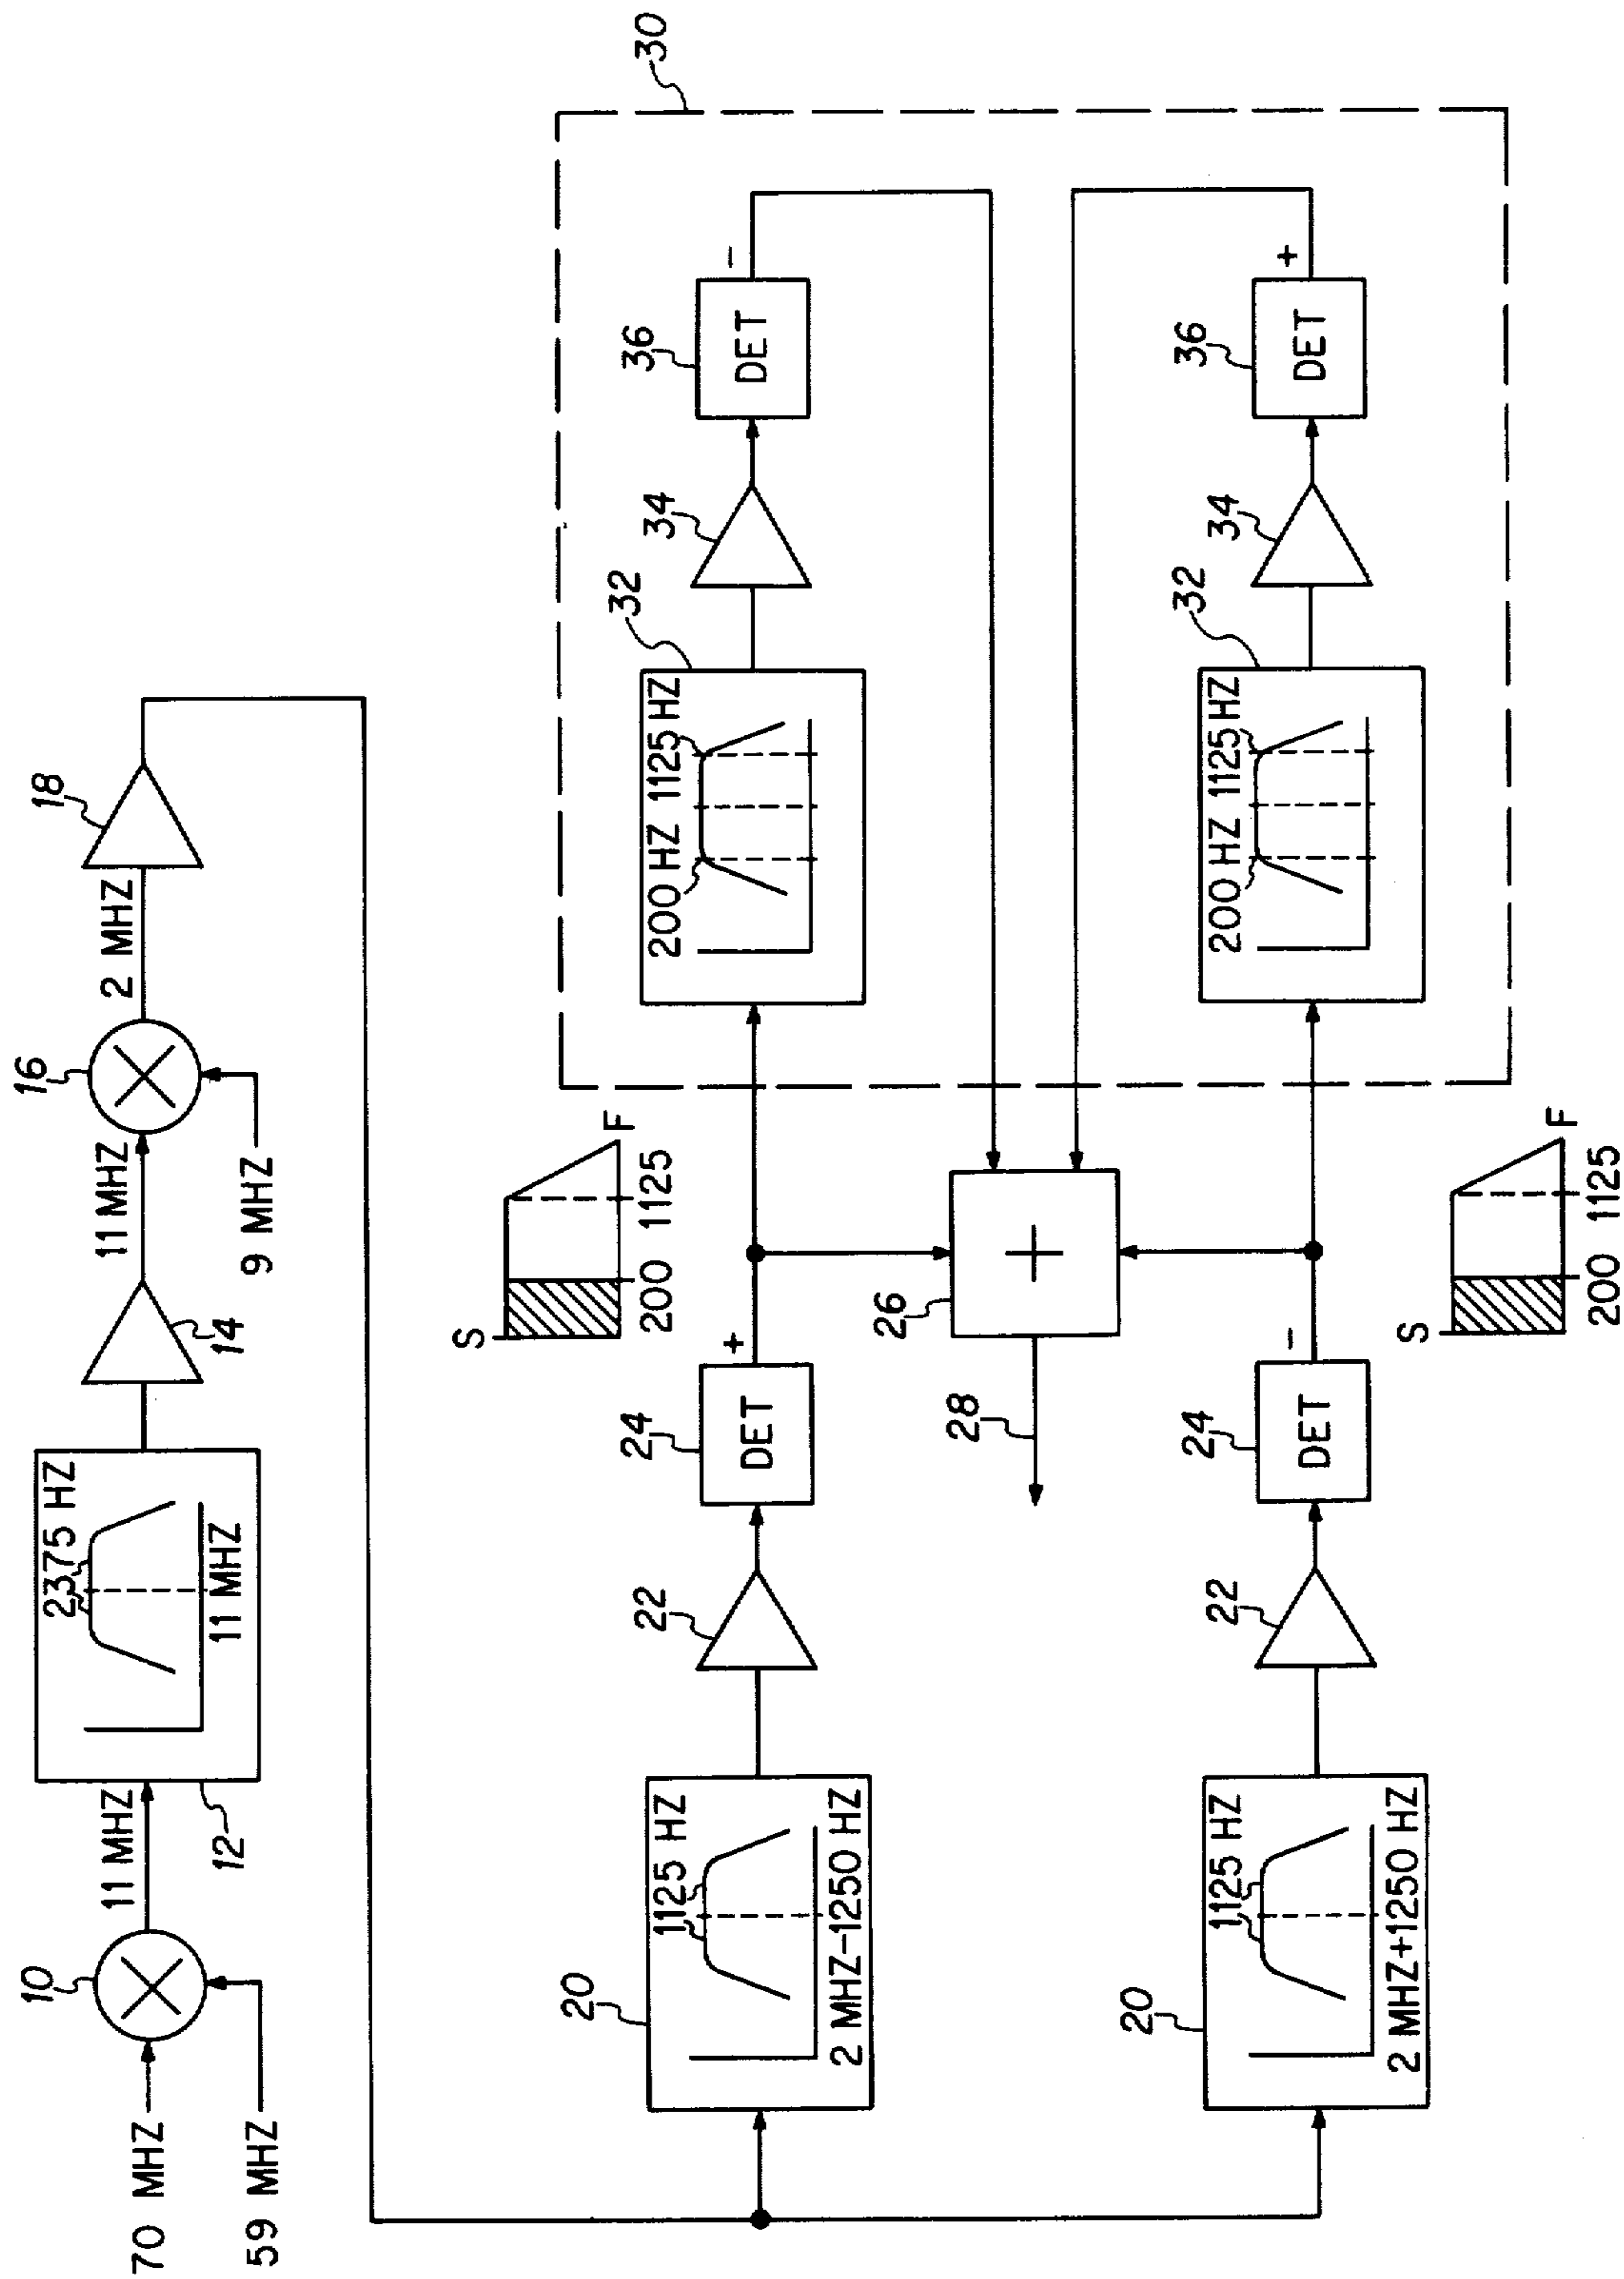 70 MHZ
59 MHZ
10
11 MHZ
12
2375 HZ
11 MHZ
14
11 MHZ
9 MHZ
16
2 MHZ
18
20
1125 HZ
2 MHZ-1250 HZ
22
24
DET
+
S
F
200 1125
30
32
200 HZ 1125 HZ
34
36
DET
-
26
+
28
20
1125 HZ
2 MHZ+1250 HZ
22
24
DET
-
S
F
200 1125
32
200 HZ 1125 HZ
34
36
DET
+